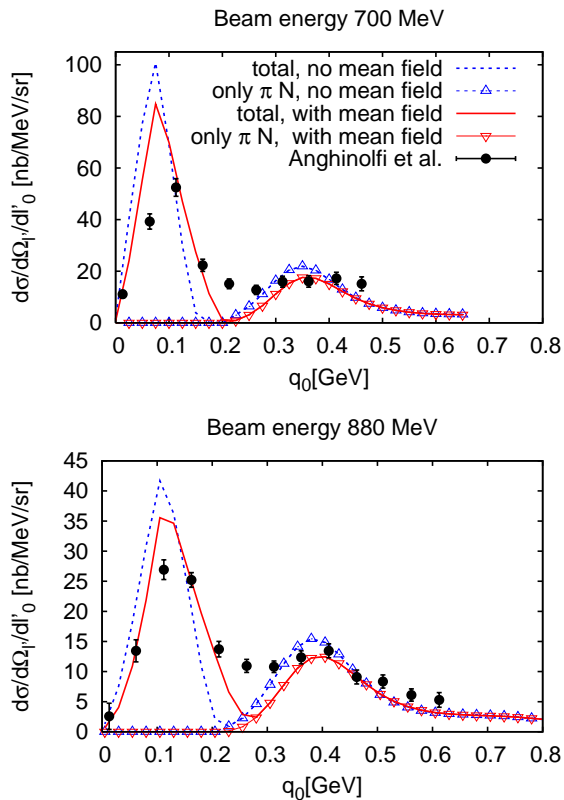 Beam energy 700 MeV
dσ/dΩl'/dl'0 [nb/MeV/sr]
100
80
60
40
20
0
total, no mean field
only π N, no mean field
total, with mean field
only π N, with mean field
Anghinolfi et al.
0 0.1 0.2 0.3 0.4 0.5 0.6 0.7 0.8
q0[GeV]
Beam energy 880 MeV
dσ/dΩl'/dl'0 [nb/MeV/sr]
45
40
35
30
25
20
15
10
5
0
0 0.1 0.2 0.3 0.4 0.5 0.6 0.7 0.8
q0[GeV]